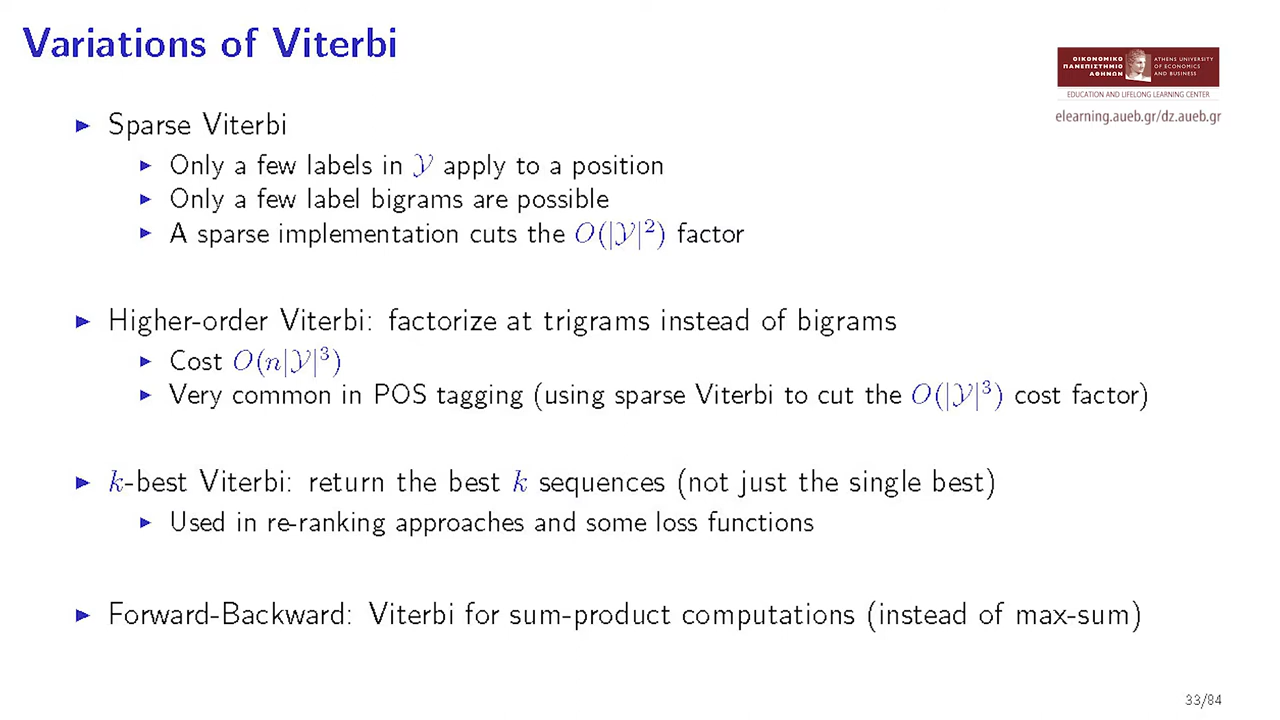 Variations of Viterbi
ΟΙΚΟΝΟΜΙΚΟ
ΠΑΝΕΠΙΣΤΗΜΙΟ
ΑΘΗΝΩΝ
ATHENS UNIVERSITY
OF ECONOMICS
AND BUSINESS
EDUCATION AND LIFELONG LEARNING CENTER
elearning.aueb.gr/dz.aueb.gr
▶ Sparse Viterbi
▶ Only a few labels in 𝒴 apply to a position
▶ Only a few label bigrams are possible
▶ A sparse implementation cuts the O(|𝒴|²) factor
▶ Higher-order Viterbi: factorize at trigrams instead of bigrams
▶ Cost O(n|𝒴|³)
▶ Very common in POS tagging (using sparse Viterbi to cut the O(|𝒴|³) cost factor)
▶ k-best Viterbi: return the best k sequences (not just the single best)
▶ Used in re-ranking approaches and some loss functions
▶ Forward-Backward: Viterbi for sum-product computations (instead of max-sum)
33/84